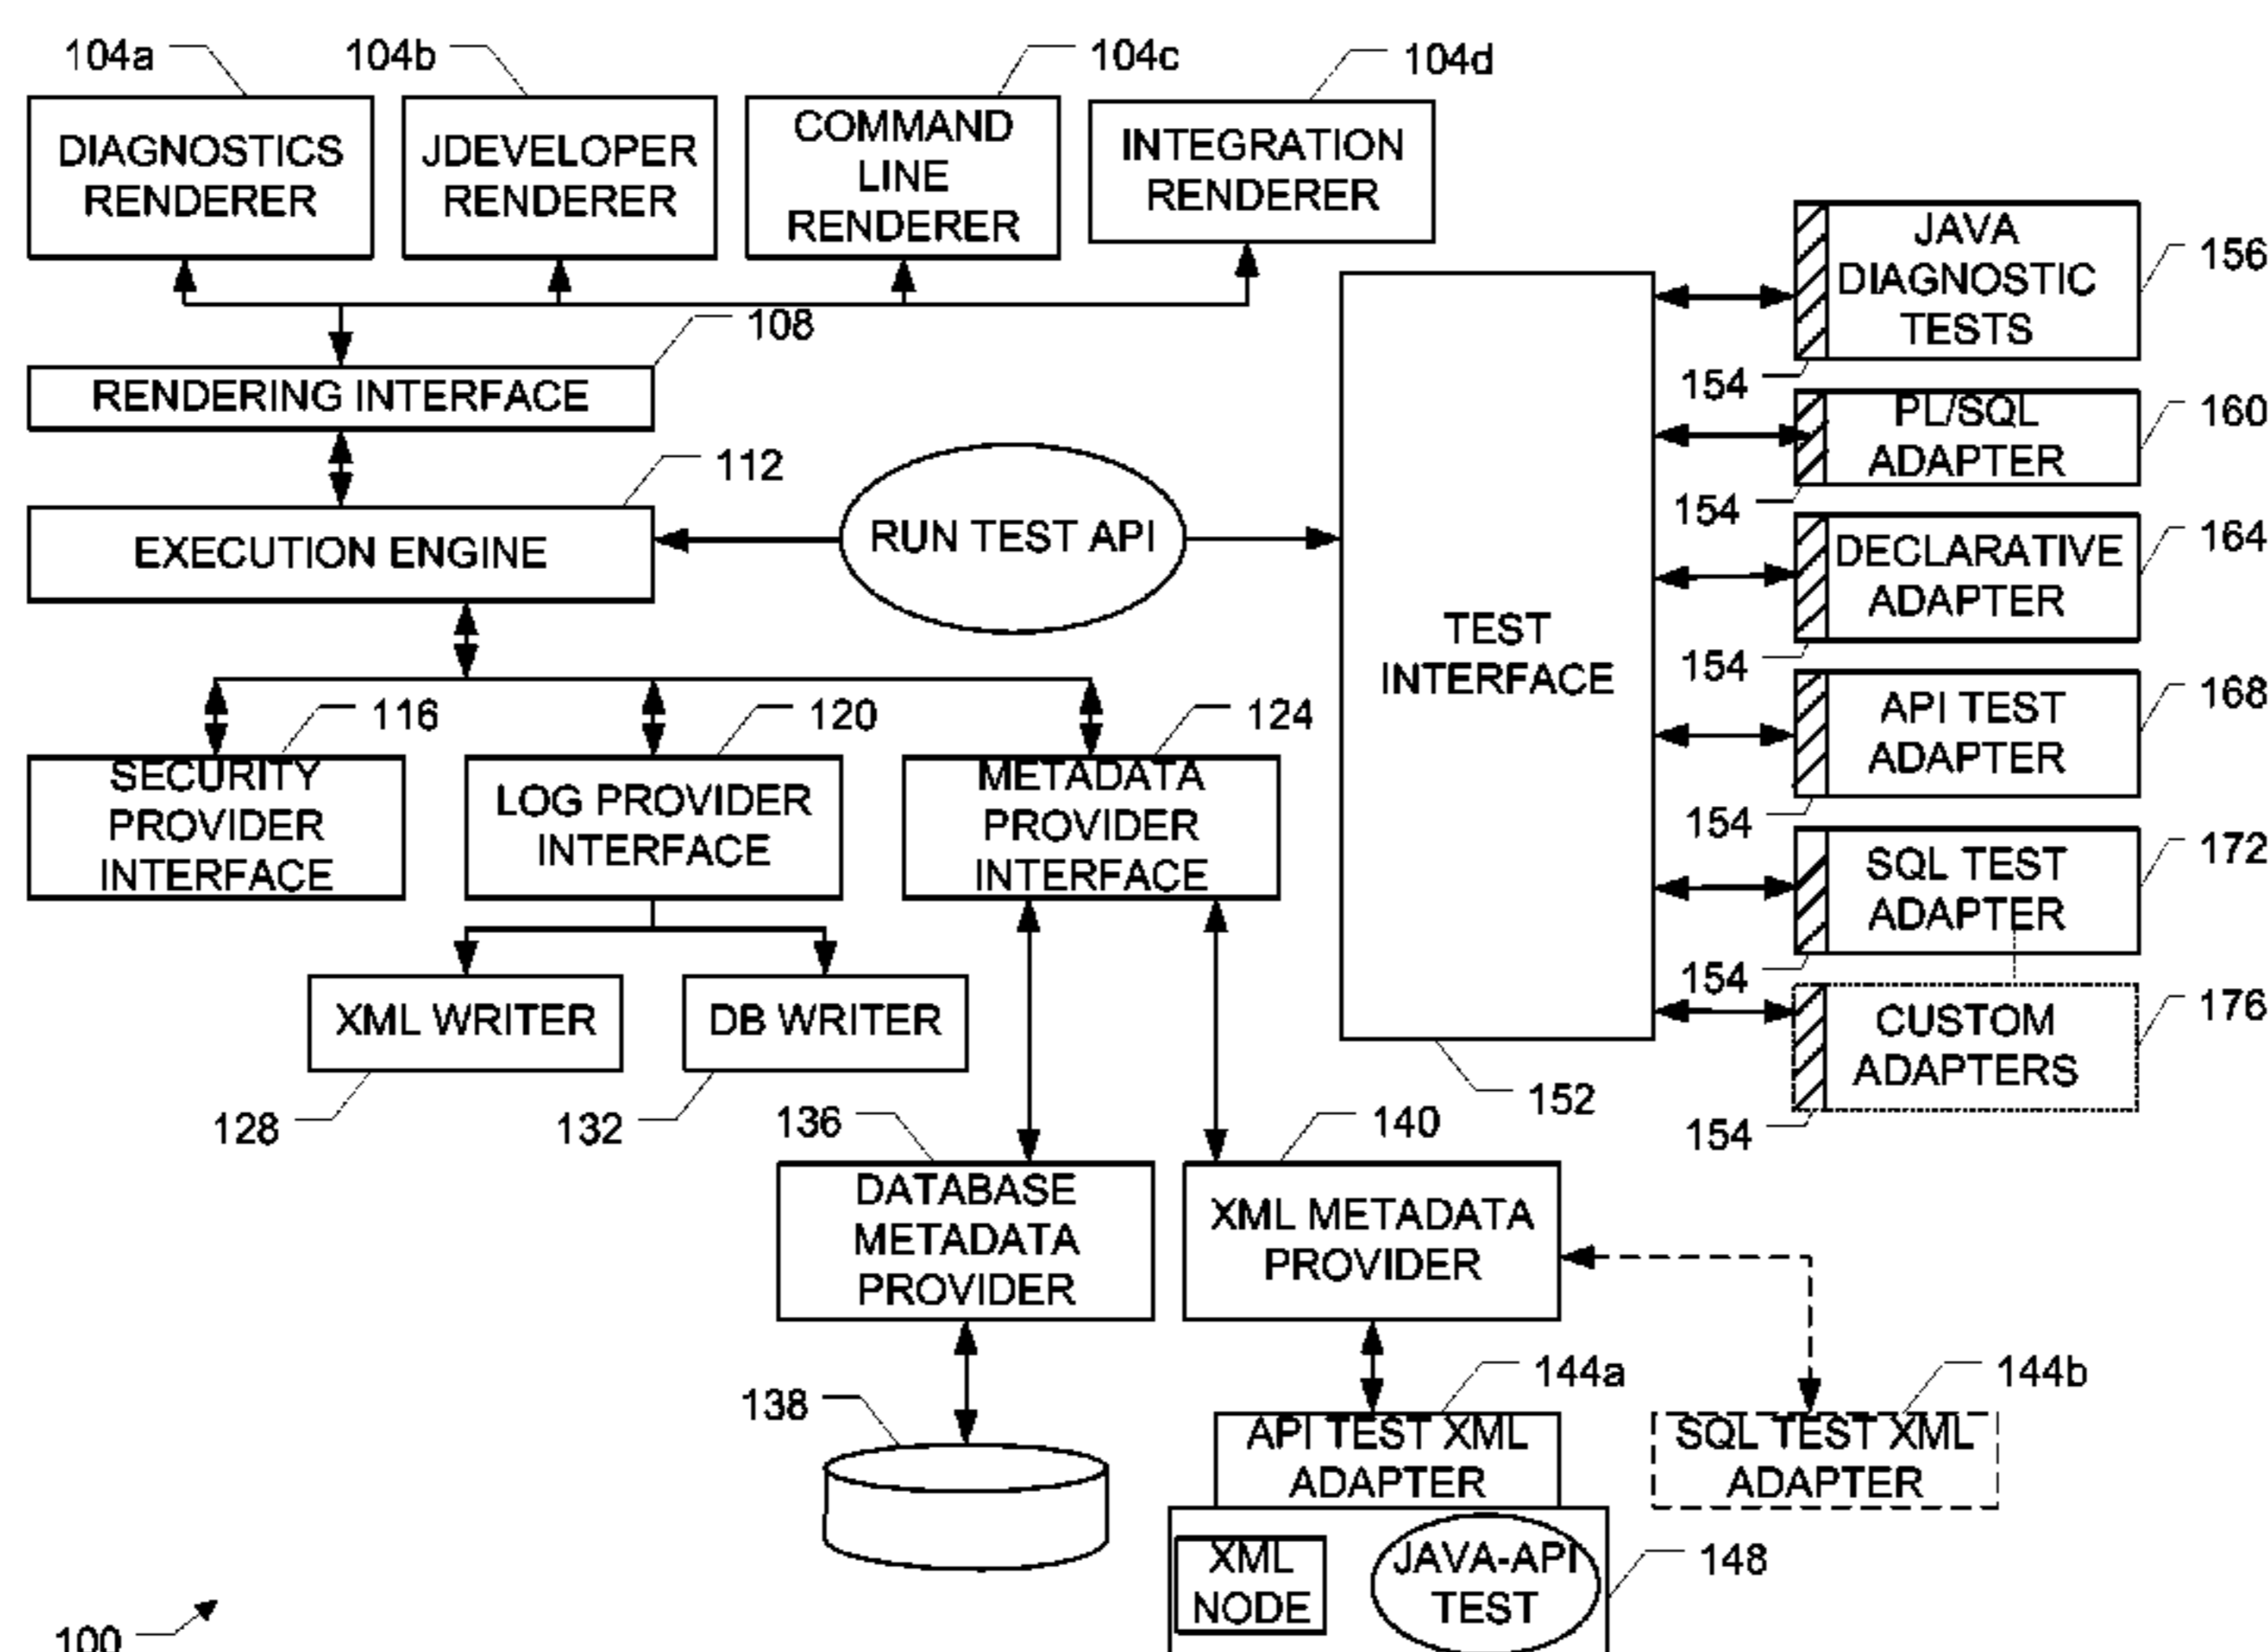 104a
104b
104c
104d
DIAGNOSTICS
RENDERER
JDEVELOPER
RENDERER
COMMAND
LINE
RENDERER
INTEGRATION
RENDERER
108
RENDERING INTERFACE
112
EXECUTION ENGINE
RUN TEST API
TEST
INTERFACE
152
JAVA
DIAGNOSTIC
TESTS
156
154
PL/SQL
ADAPTER
160
154
DECLARATIVE
ADAPTER
164
154
API TEST
ADAPTER
168
154
SQL TEST
ADAPTER
172
154
CUSTOM
ADAPTERS
176
154
116
SECURITY
PROVIDER
INTERFACE
120
LOG PROVIDER
INTERFACE
124
METADATA
PROVIDER
INTERFACE
XML WRITER
128
DB WRITER
132
136
DATABASE
METADATA
PROVIDER
140
XML METADATA
PROVIDER
138
144a
API TEST XML
ADAPTER
144b
SQL TEST XML
ADAPTER
XML
NODE
JAVA-API
TEST
148
100